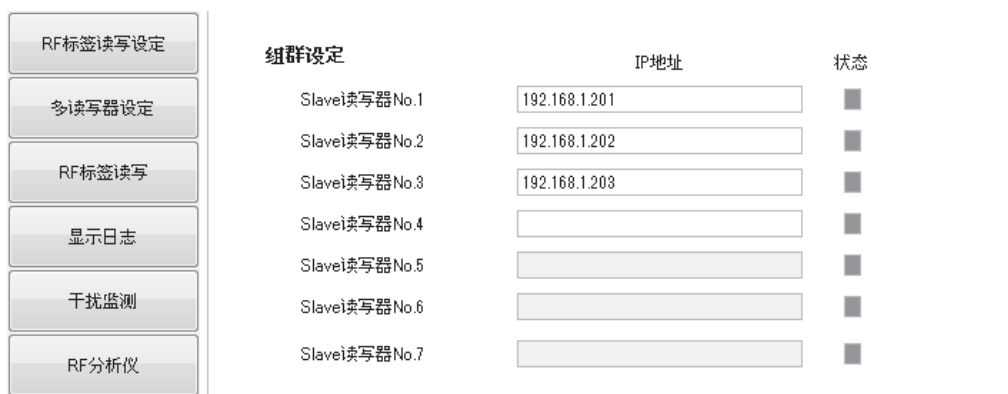 RF标签读写设定
多读写器设定
RF标签读写
显示日志
干扰监测
RF分析仪
组群设定
IP地址 状态
Slave读写器No.1 192.168.1.201
Slave读写器No.2 192.168.1.202
Slave读写器No.3 192.168.1.203
Slave读写器No.4
Slave读写器No.5
Slave读写器No.6
Slave读写器No.7